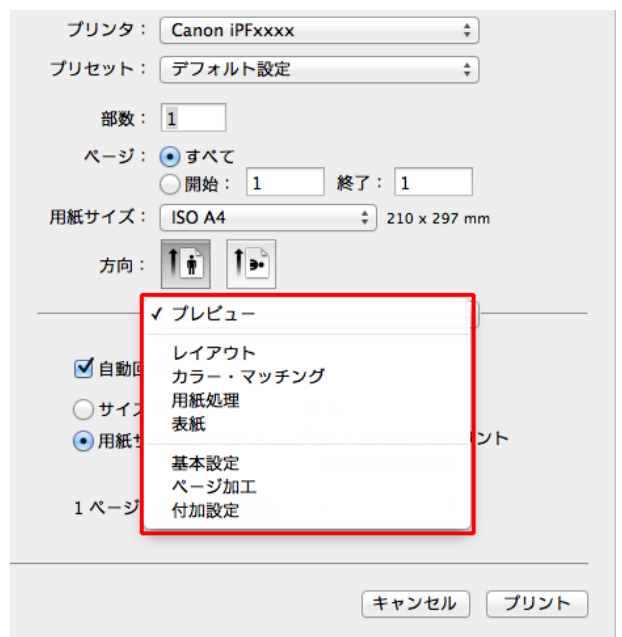 プリンタ： Canon iPFxxxx
プリセット： デフォルト設定
部数： 1
ページ： すべて
開始： 1 終了： 1
用紙サイズ： ISO A4 210 x 297 mm
方向：
✓ プレビュー
レイアウト
自動
カラー・マッチング
用紙処理
サイズ
表紙
用紙 ント
基本設定
ページ加工
1 ページ
付加設定
キャンセル プリント